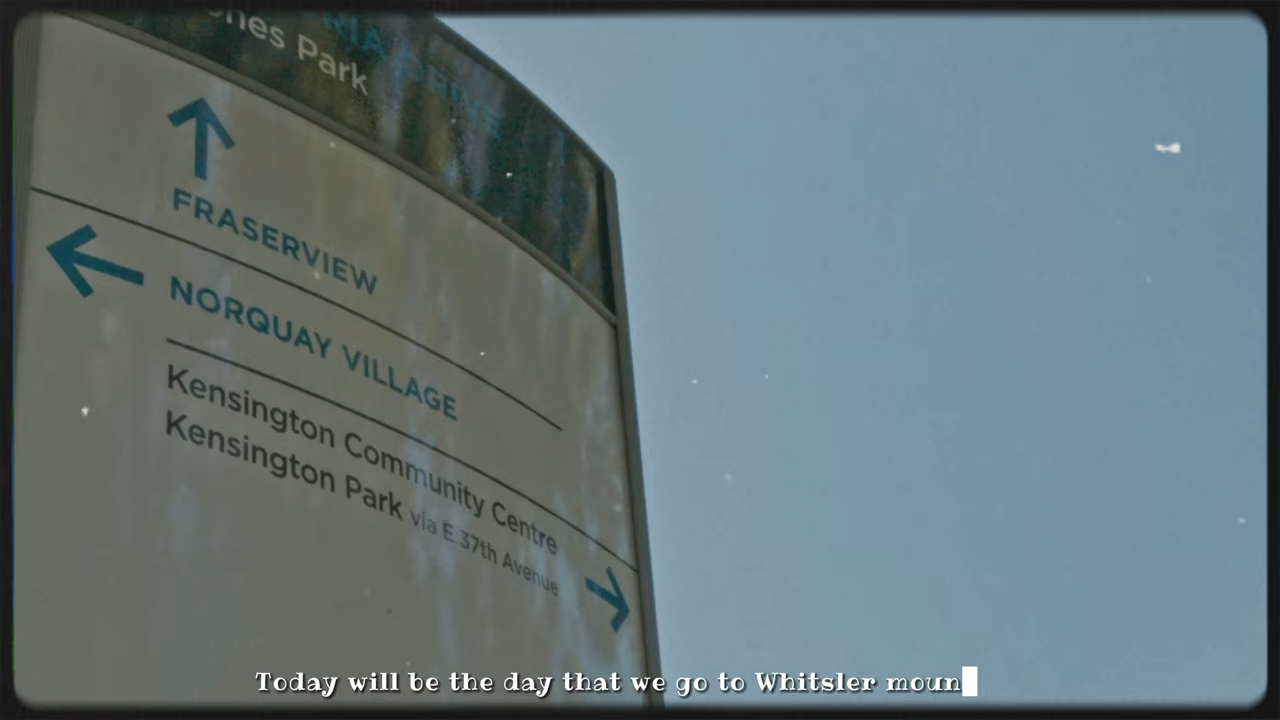 Park
FRASERVIEW
NORQUAY VILLAGE
Kensington Community Centre
Kensington Park via E 37th Avenue
Today will be the day that we go to Whitsler moun